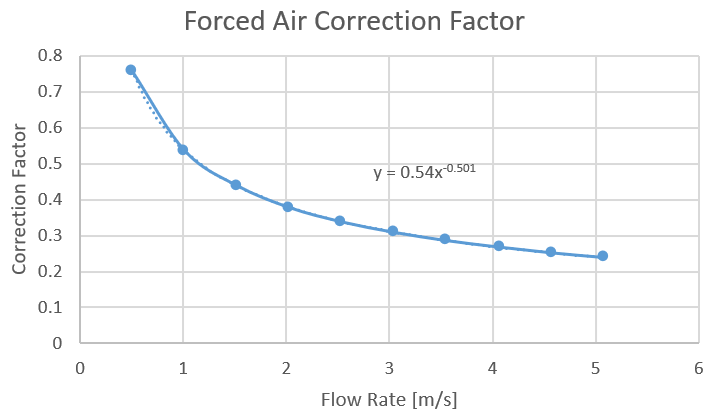 Forced Air Correction Factor
0.8
0.7
0.6
0.5
0.4
0.3
0.2
0.1
0
Correction Factor
y = 0.54x^-0.501
0 1 2 3 4 5 6
Flow Rate [m/s]